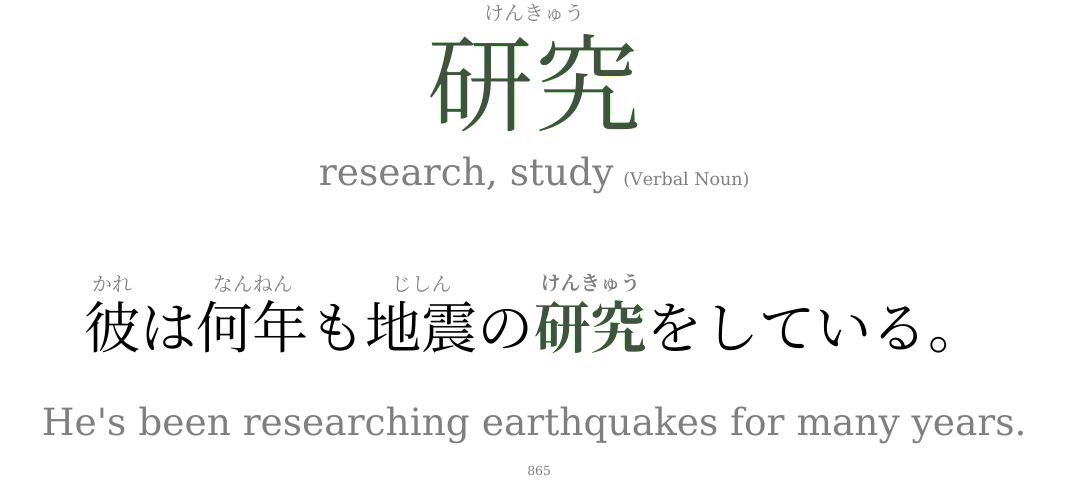 けんきゅう
研究
research, study (Verbal Noun)
かれ なんねん じしん けんきゅう
彼は何年も地震の研究をしている。
He's been researching earthquakes for many years.
865